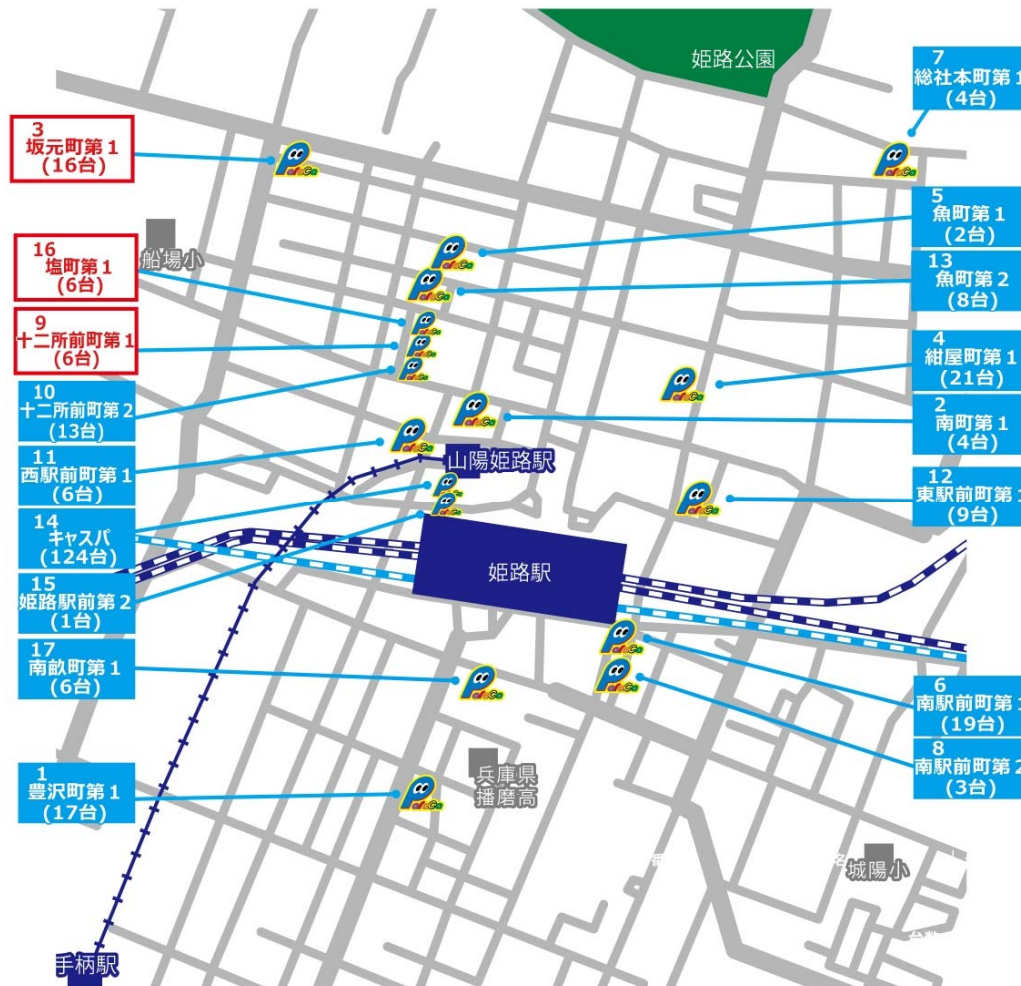 姫路公園
7
総社本町第1
(4台)
3
坂元町第1
(16台)
5
魚町第1
(2台)
船場小
16
塩町第1
(6台)
13
魚町第2
(8台)
9
十二所前町第1
(6台)
4
紺屋町第1
(21台)
10
十二所前町第2
(13台)
2
南町第1
(4台)
11
西駅前町第1
(6台)
山陽姫路駅
12
東駅前町第1
(9台)
14
キャスパ
(124台)
姫路駅
15
姫路駅前第2
(1台)
17
南畝町第1
(6台)
6
南駅前町第1
(19台)
8
南駅前町第2
(3台)
1
豊沢町第1
(17台)
兵庫県
播磨高
城陽小
手柄駅